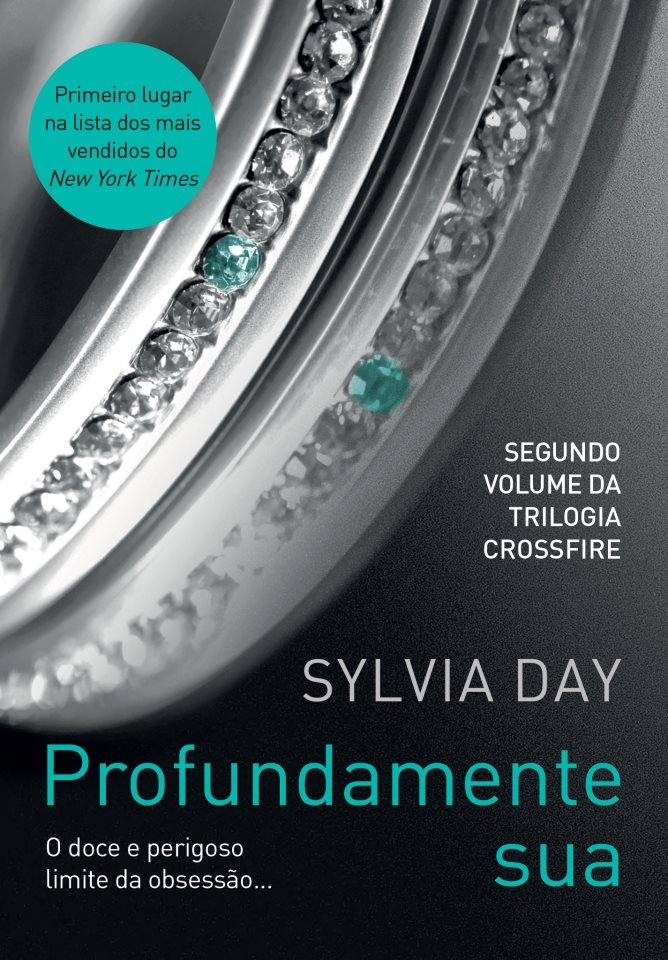 Primeiro lugar
na lista dos mais
vendidos do
New York Times
SEGUNDO
VOLUME DA
TRILOGIA
CROSSFIRE
SYLVIA DAY
Profundamente
sua
O doce e perigoso
limite da obsessão...